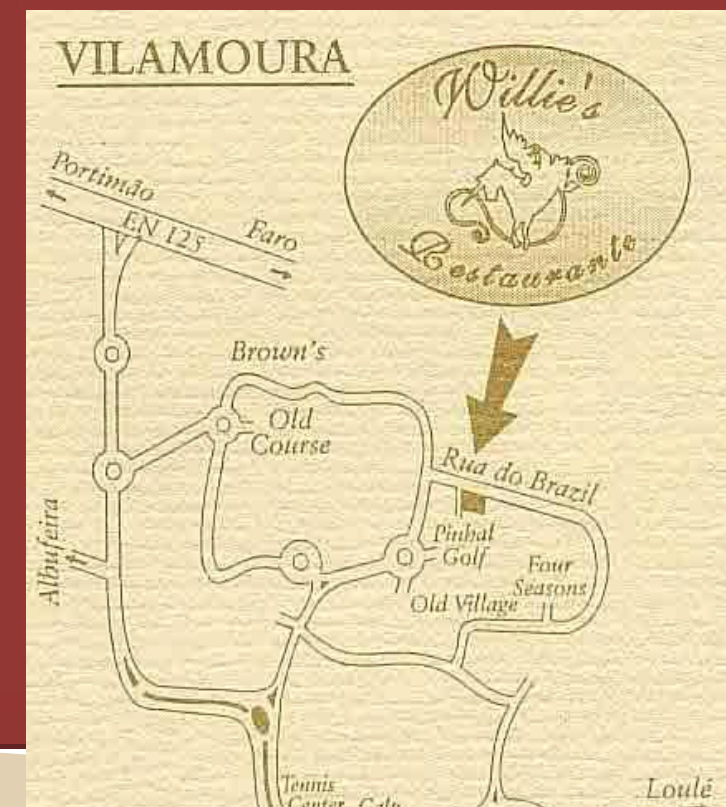 VILAMOURA
Willie's
Restaurante
Portimão
EN 125
Faro
Brown's
Old
Course
Rua do Brazil
Albufeira
Pinhal
Golf
Four
Seasons
Old Village
Tennis
Center
Loulé